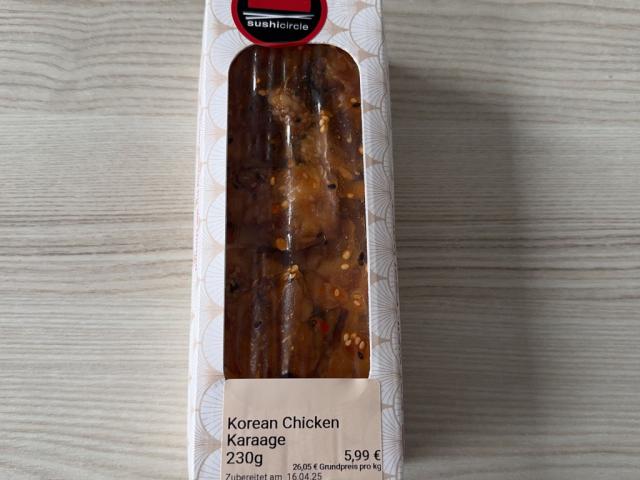 sushicircle
Korean Chicken
Karaage
230g 5,99 €
26,05 € Grundpreis pro kg
Zubereitet am 16.04.25